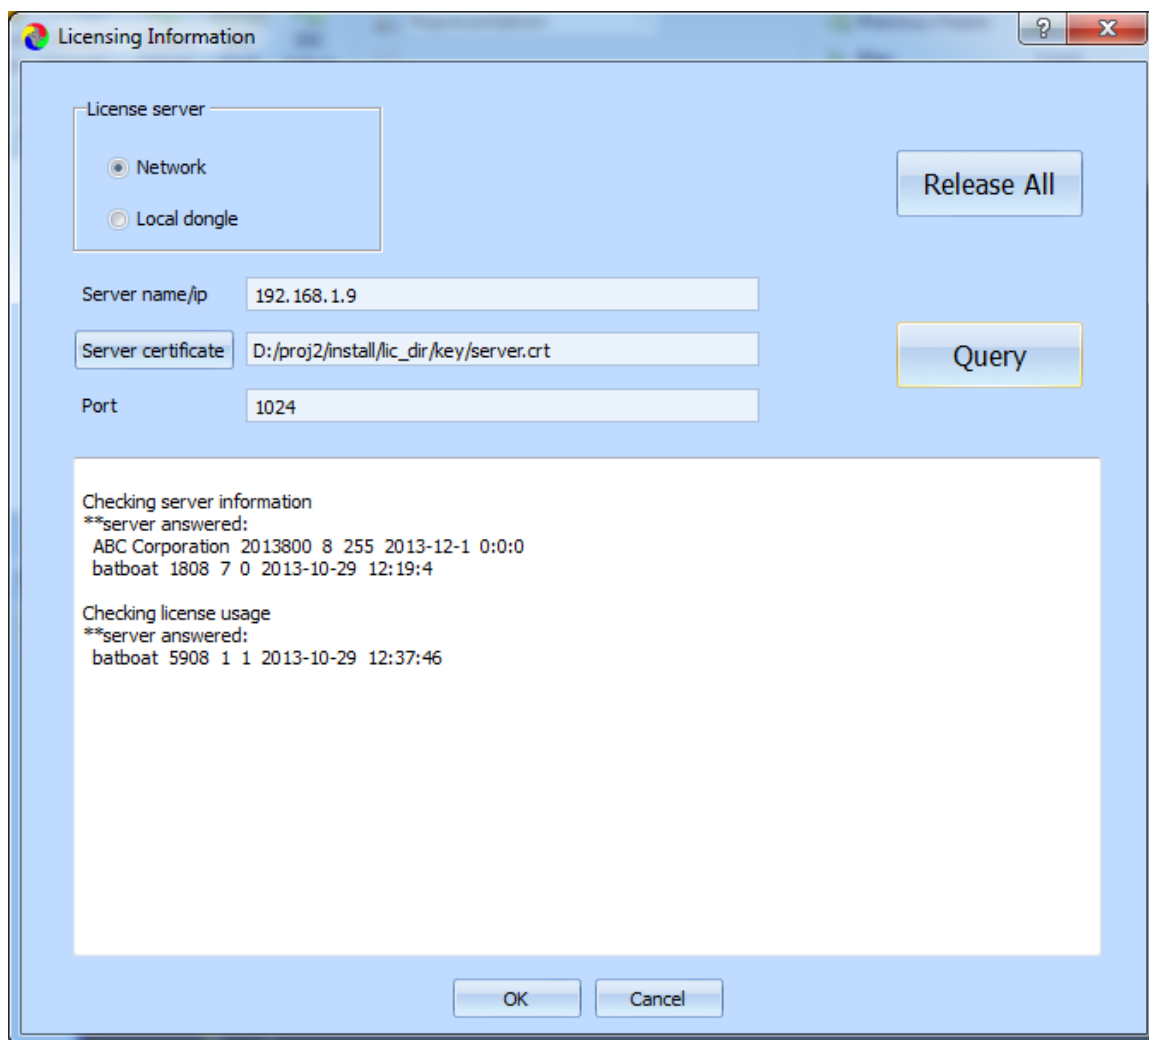 Licensing Information
License server
Network
Release All
Local dongle
Server name/ip 192.168.1.9
Server certificate D:/proj2/install/lic_dir/key/server.crt
Query
Port 1024
Checking server information
**server answered:
ABC Corporation 2013800 8 255 2013-12-1 0:0:0
batboat 1808 7 0 2013-10-29 12:19:4
Checking license usage
**server answered:
batboat 5908 1 1 2013-10-29 12:37:46
OK Cancel